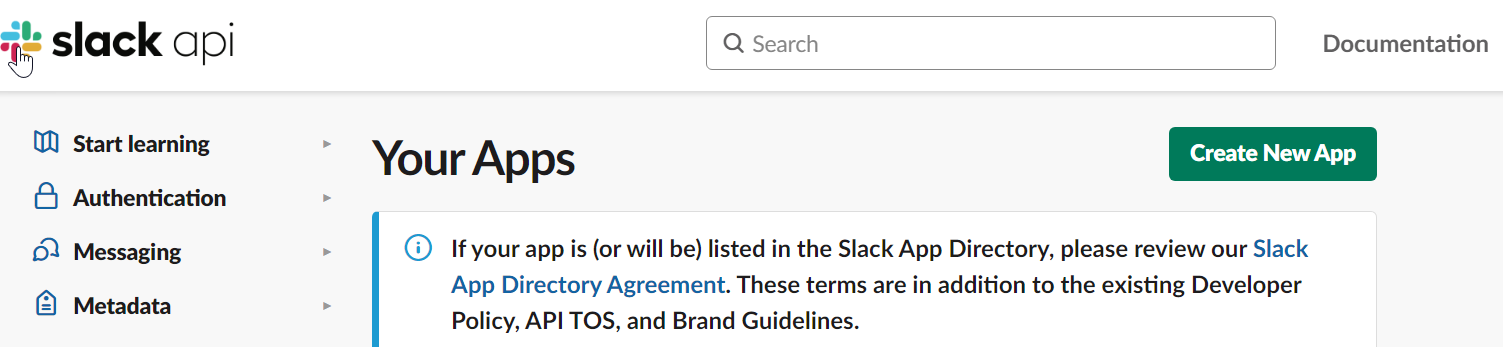 slack api
Search
Documentation
Start learning
Authentication
Messaging
Metadata
Your Apps
Create New App
If your app is (or will be) listed in the Slack App Directory, please review our Slack
App Directory Agreement. These terms are in addition to the existing Developer
Policy, API TOS, and Brand Guidelines.